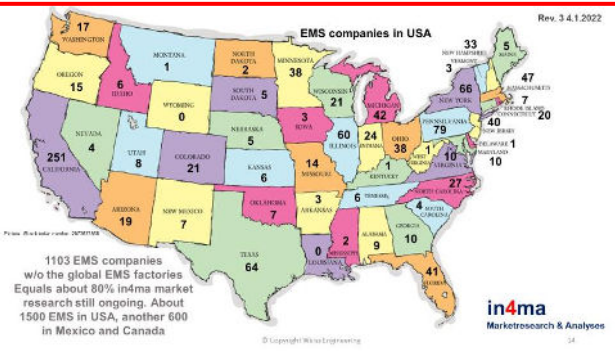 EMS companies in USA
Rev. 3 4.1.2022
17
WASHINGTON
OREGON
15
6
IDAHO
MONTANA
1
WYOMING
0
NORTH
DAKOTA
2
SOUTH
DAKOTA
5
MINNESOTA
38
WISCONSIN
21
MICHIGAN
42
33
NEW HAMPSHIRE
VERMONT
3
5
MAINE
47
MASSACHUSETTS
7
RHODE ISLAND
CONNECTICUT
20
66
NEW YORK
40
NEW JERSEY
PENNSYLVANIA
79
DELAWARE 1
MARYLAND
10
251
CALIFORNIA
NEVADA
4
UTAH
8
COLORADO
21
NEBRASKA
5
3
IOWA
60
ILLINOIS
24
INDIANA
OHIO
38
WEST
VIRGINIA
1
10
VIRGINIA
KANSAS
6
14
MISSOURI
1
KENTUCKY
27
NORTH CAROLINA
6
4
SOUTH
CAROLINA
ARIZONA
19
NEW MEXICO
7
OKLAHOMA
7
3
ARKANSAS
2
MISSISSIPPI
ALABAMA
9
GEORGIA
10
TEXAS
64
0
LOUISIANA
41
FLORIDA
1103 EMS companies
w/o the global EMS factories
Equals about 80% in4ma market
research still ongoing. About
1500 EMS in USA, another 600
in Mexico and Canada
in4ma
Marketresearch & Analyses
© Copyright Weiss Engineering